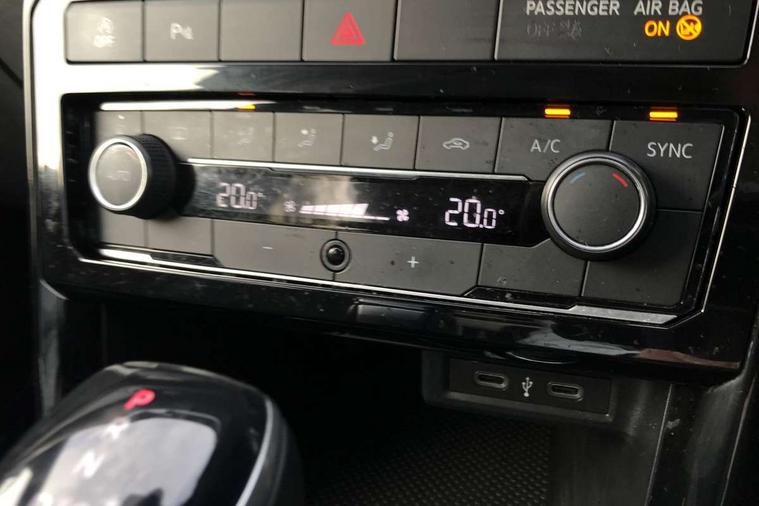 PASSENGER AIR BAG
OFF ON
P
AUTO
A/C
SYNC
20.0°
20.0°
- +
P
R
N